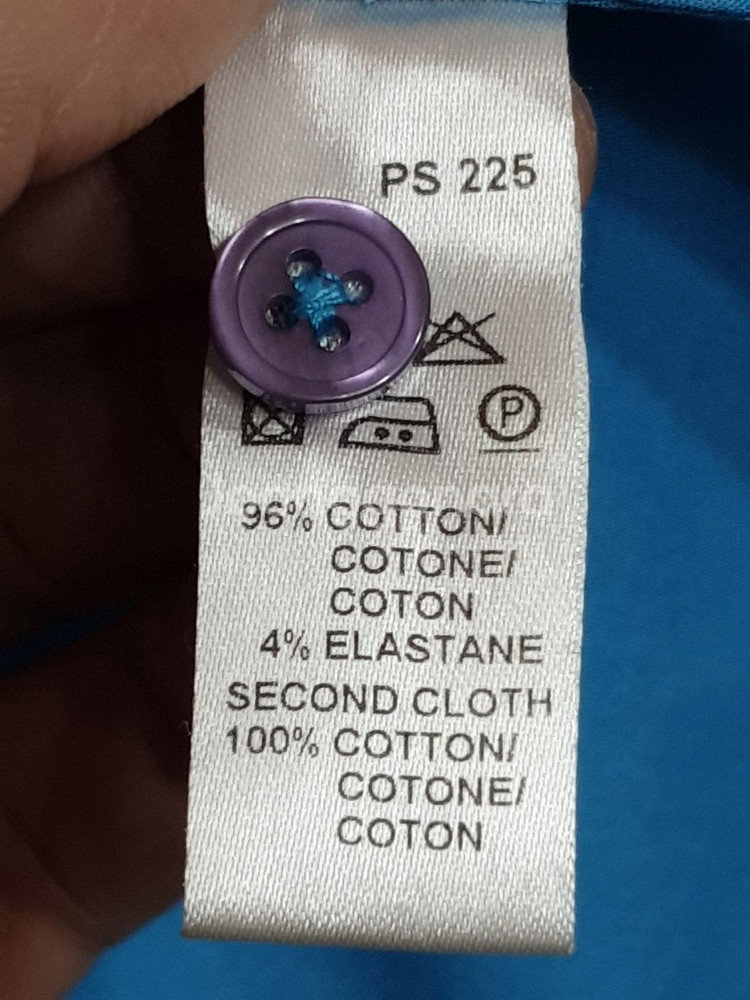 PS 225
P
96% COTTON/
COTONE/
COTON
4% ELASTANE
SECOND CLOTH
100% COTTON/
COTONE/
COTON